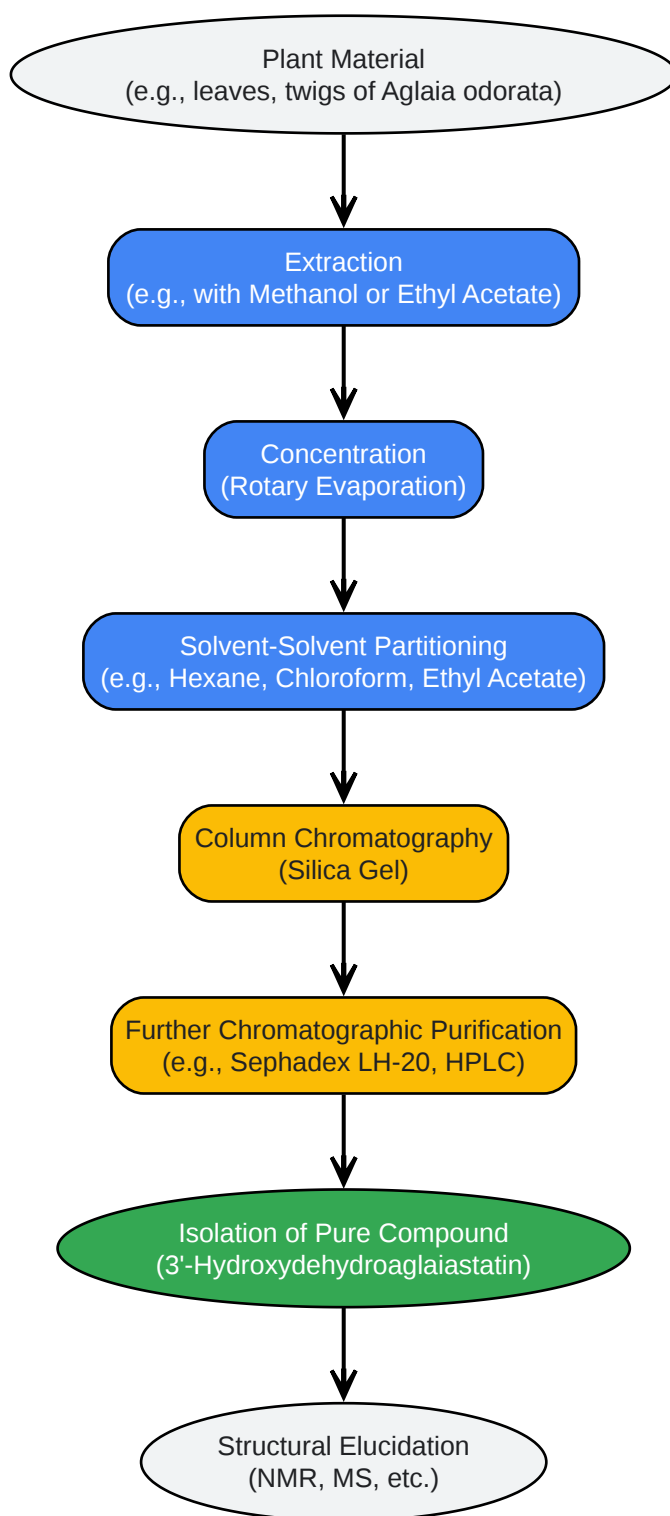 Plant Material
(e.g., leaves, twigs of Aglaia odorata)
Extraction
(e.g., with Methanol or Ethyl Acetate)
Concentration
(Rotary Evaporation)
Solvent-Solvent Partitioning
(e.g., Hexane, Chloroform, Ethyl Acetate)
Column Chromatography
(Silica Gel)
Further Chromatographic Purification
(e.g., Sephadex LH-20, HPLC)
Isolation of Pure Compound
(3'-Hydroxydehydroaglaiastatin)
Structural Elucidation
(NMR, MS, etc.)